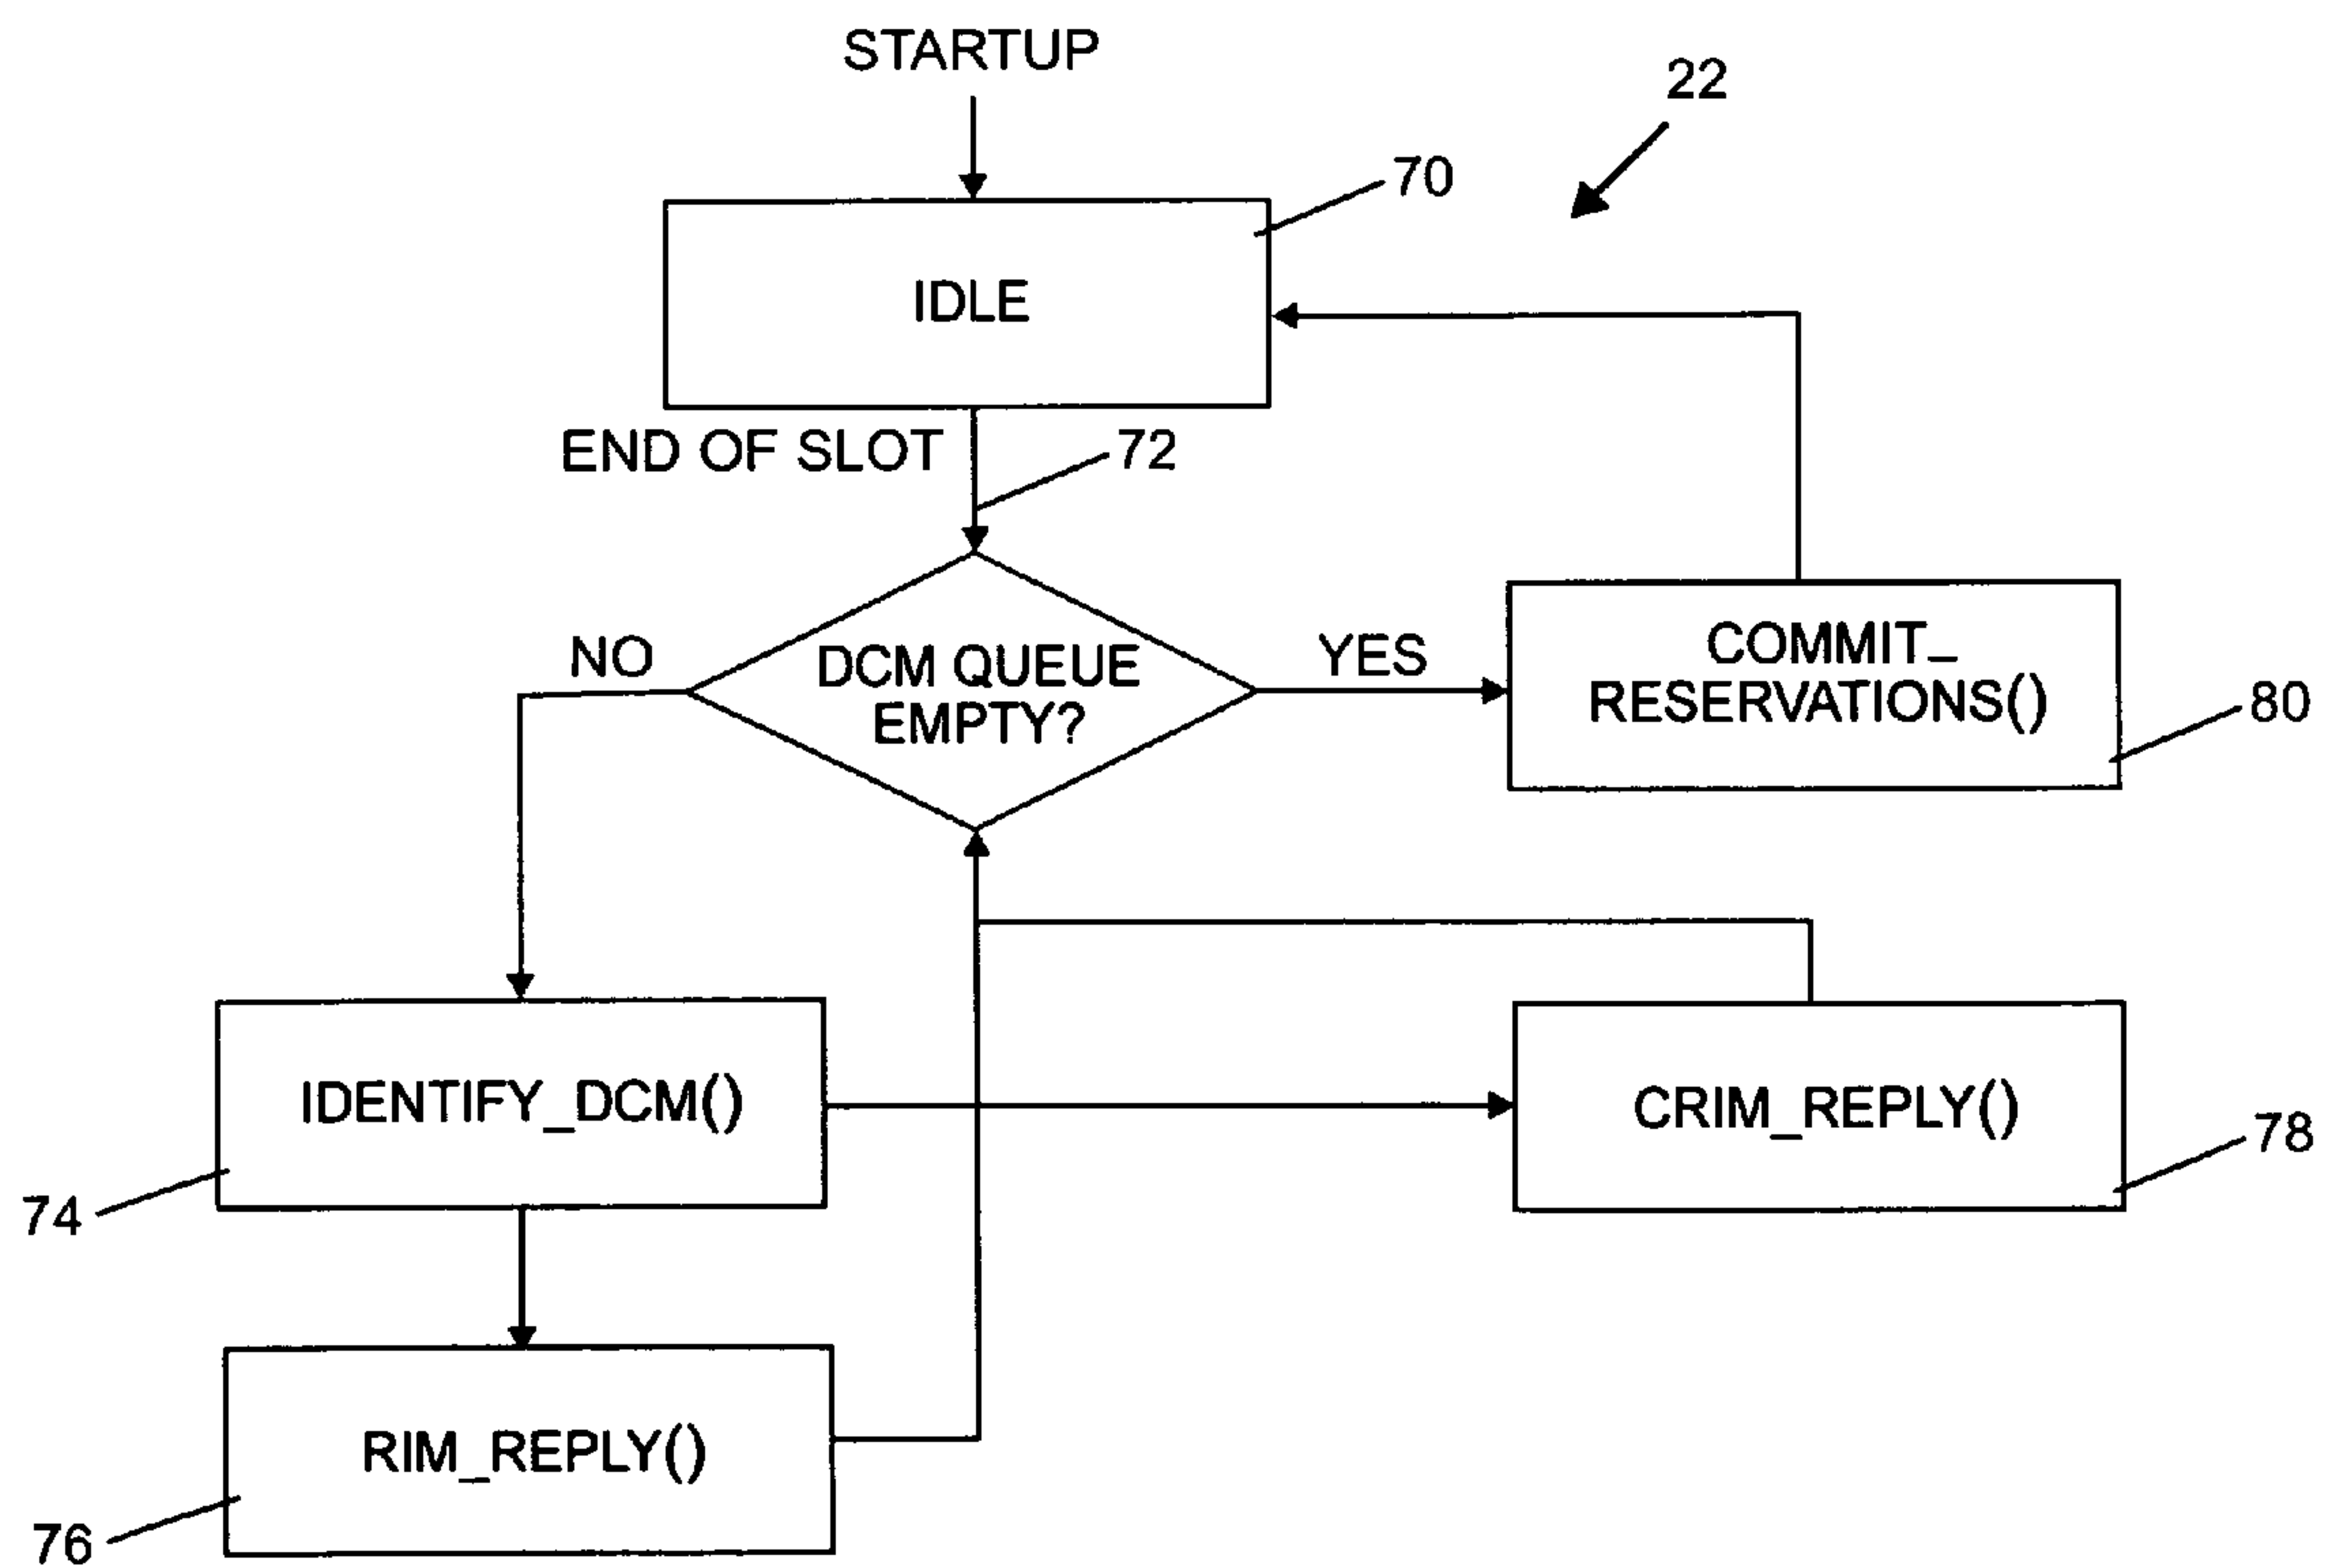 STARTUP
22
70
IDLE
END OF SLOT
72
NO
DCM QUEUE
EMPTY?
YES
COMMIT_
RESERVATIONS()
80
IDENTIFY_DCM()
CRIM_REPLY()
78
74
RIM_REPLY()
76